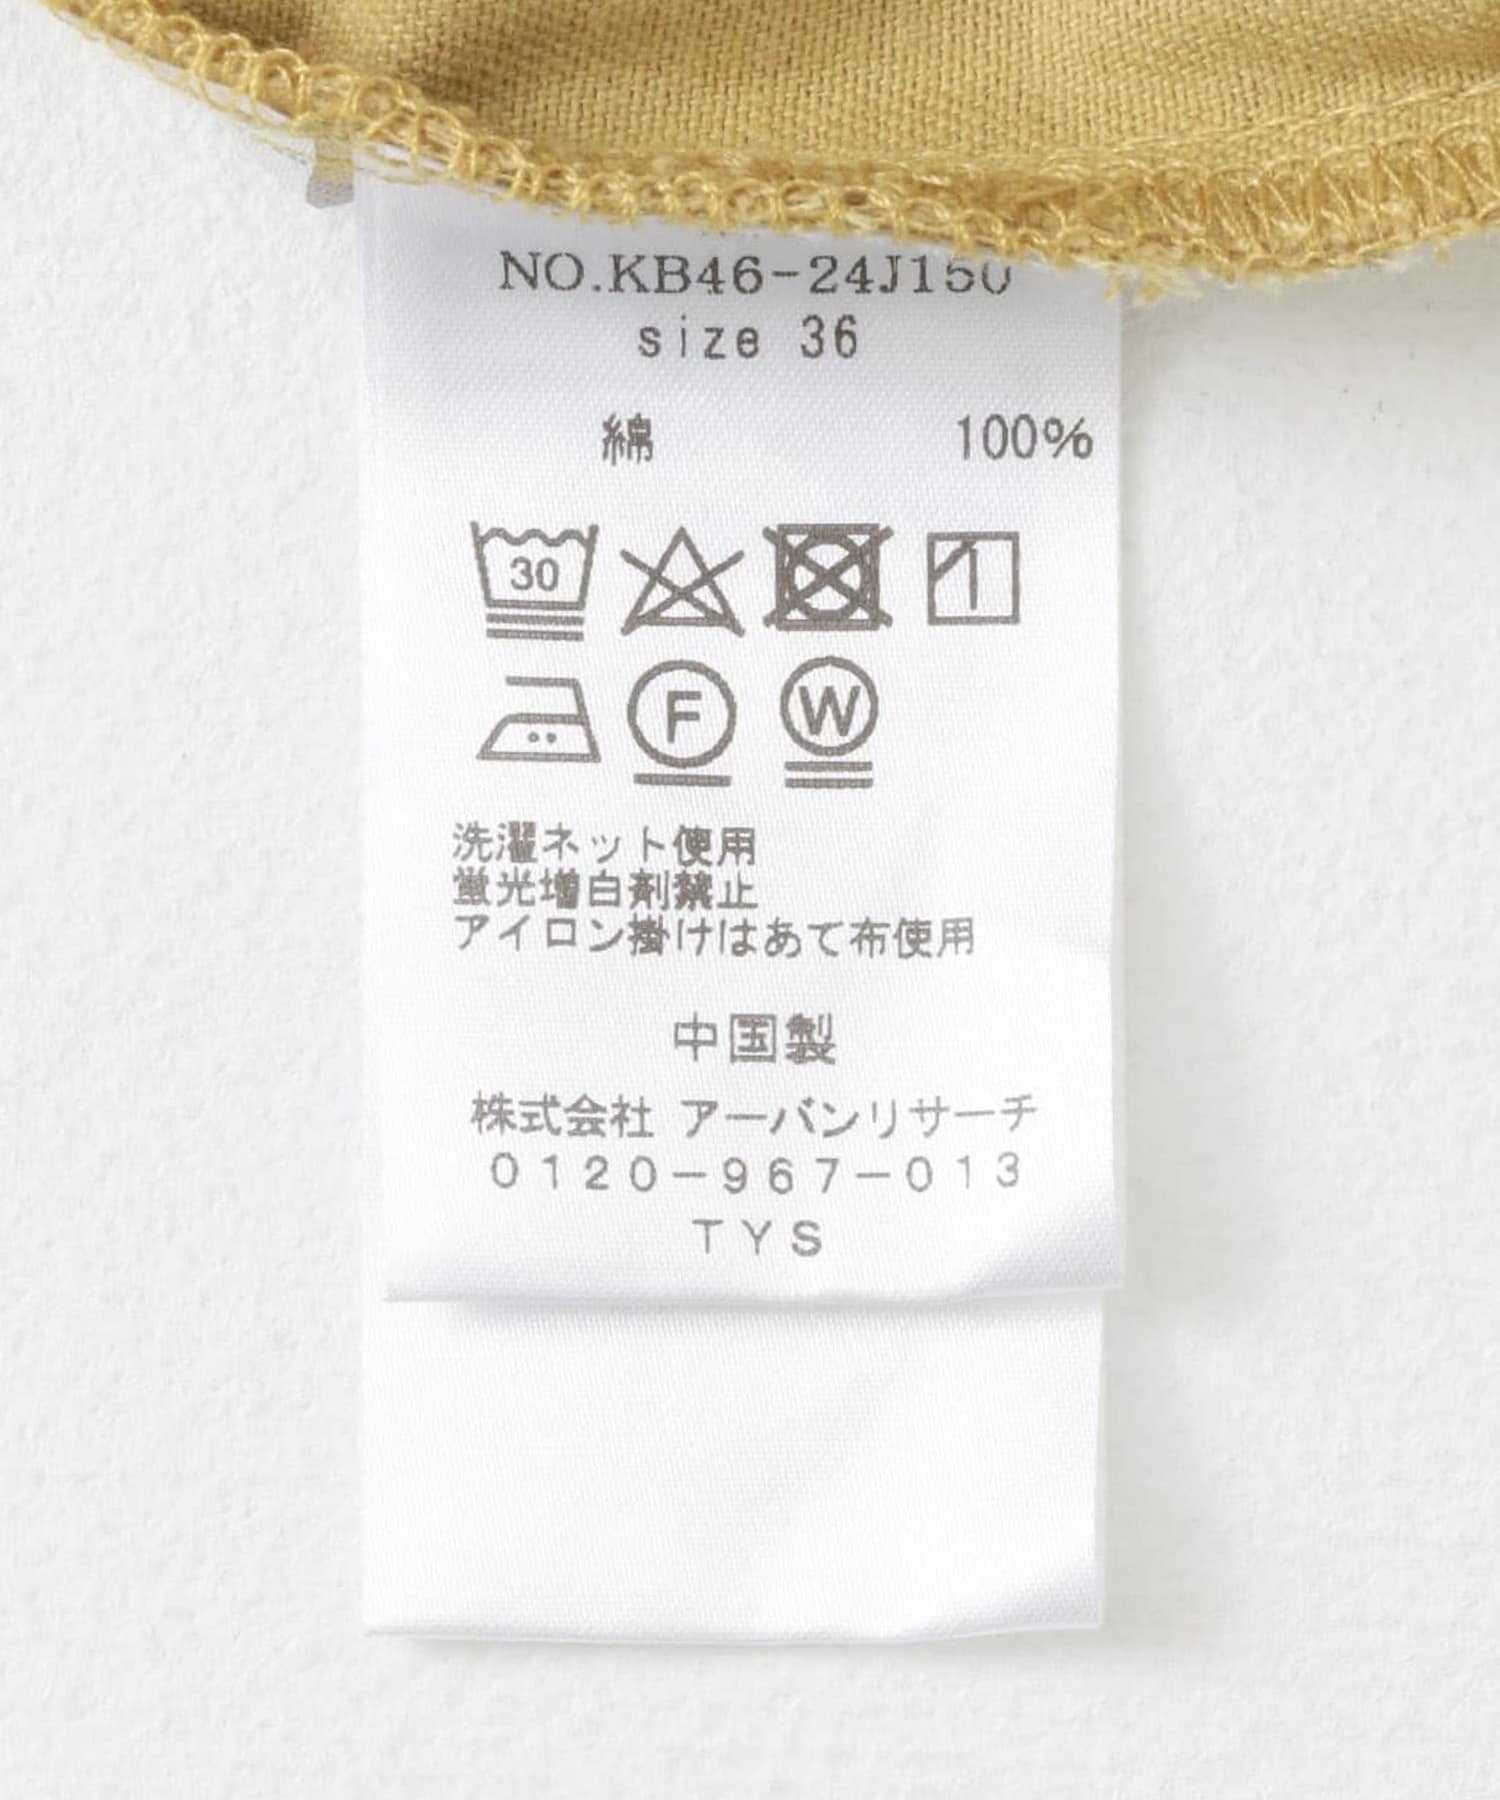 NO.KB46-24J150
size 36
綿 100%
30
F W
洗濯ネット使用
蛍光増白剤禁止
アイロン掛けはあて布使用
中国製
株式会社 アーバンリサーチ
0120-967-013
TYS